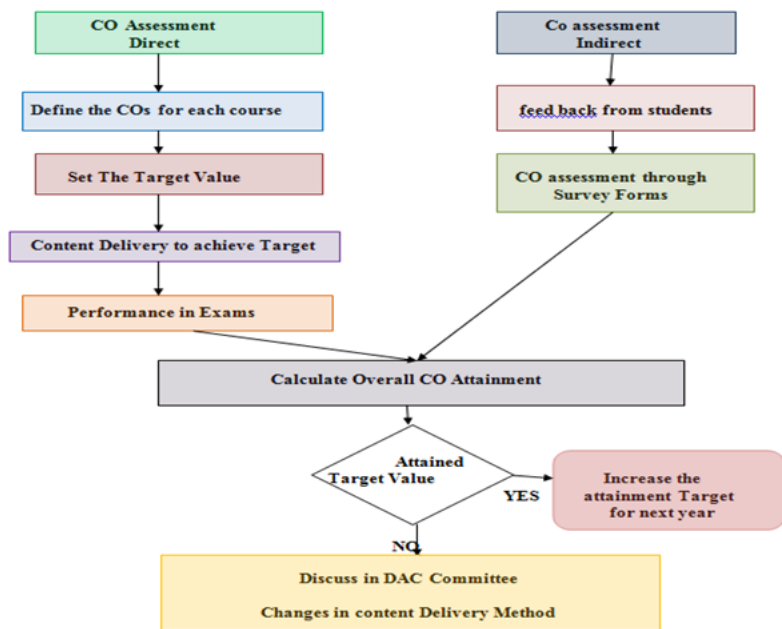 CO Assessment
Direct
Co assessment
Indirect
Define the COs for each course
feed back from students
Set The Target Value
CO assessment through
Survey Forms
Content Delivery to achieve Target
Performance in Exams
Calculate Overall CO Attainment
Attained
Target Value
YES
Increase the
attainment Target
for next year
NO
Discuss in DAC Committee
Changes in content Delivery Method